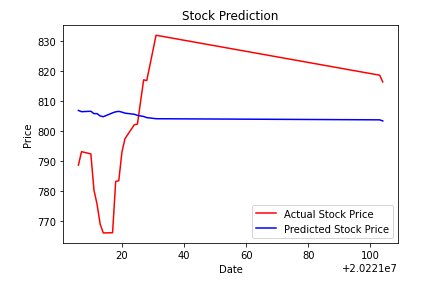 Stock Prediction
830
820
810
800
790
780
770
Price
20
40
60
80
100
+2.0221e7
Date
Actual Stock Price
Predicted Stock Price